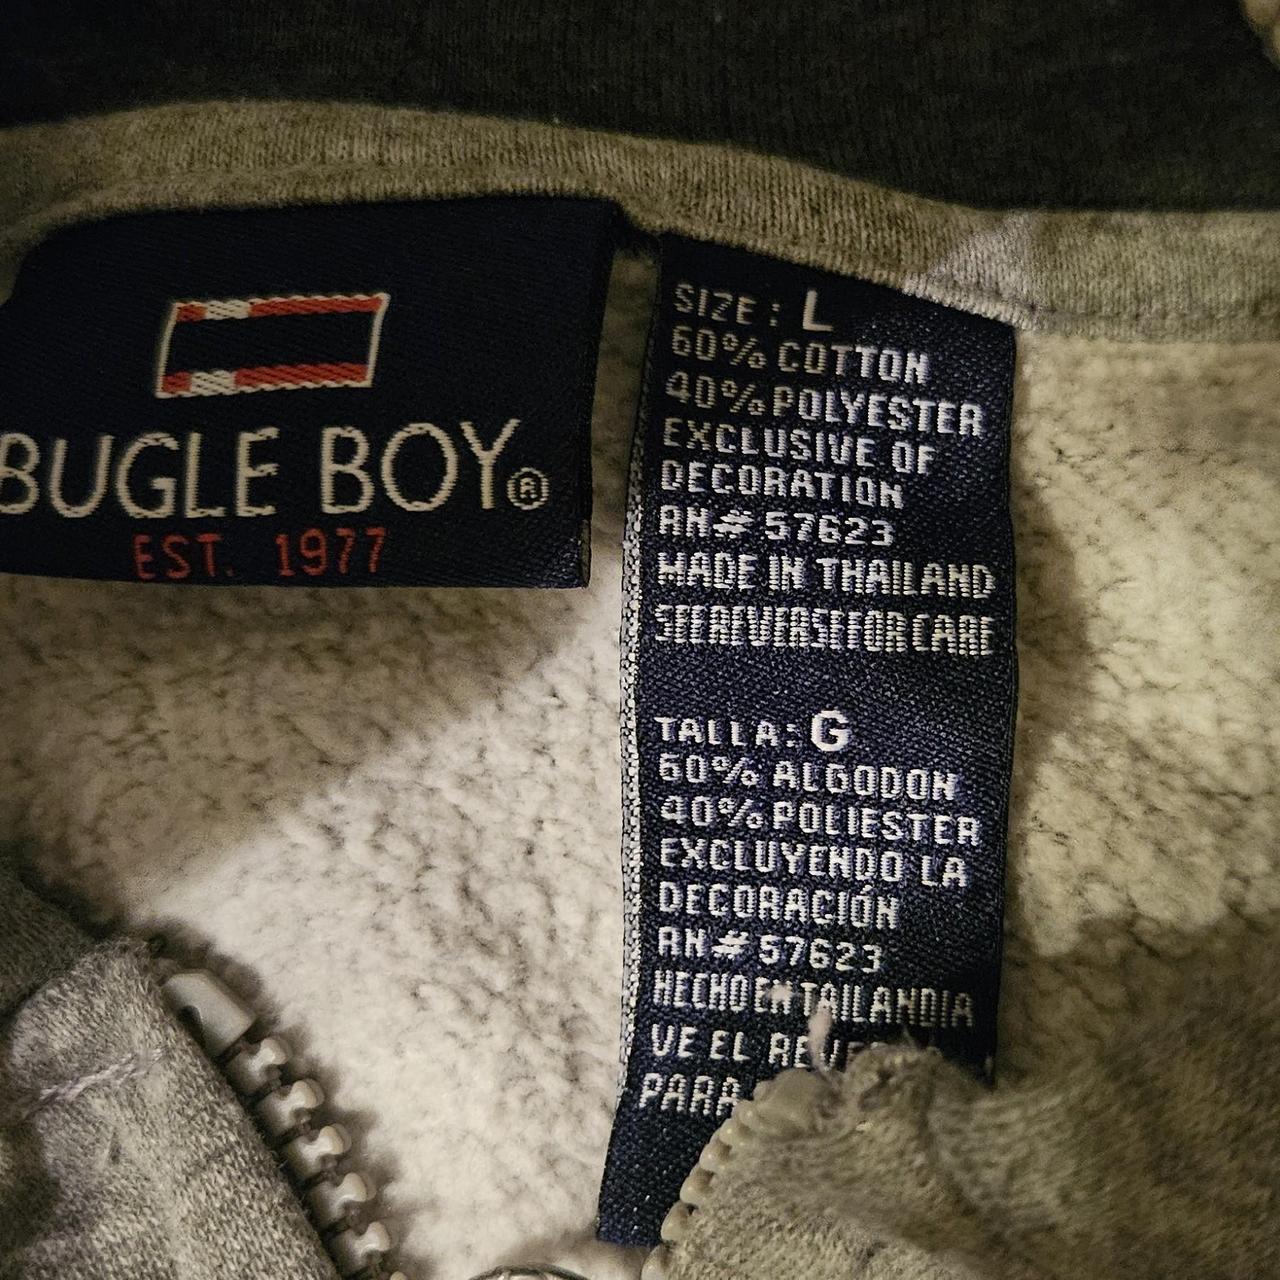 BUGLE BOY®
EST. 1977
SIZE: L
60% COTTON
40% POLYESTER
EXCLUSIVE OF
DECORATION
RN# 57623
MADE IN THAILAND
SEE REVERSE FOR CARE
TALLA: G
60% ALGODON
40% POLIESTER
EXCLUYENDO LA
DECORACIÓN
RN# 57623
HECHO EN TAILANDIA
VE EL
PARA